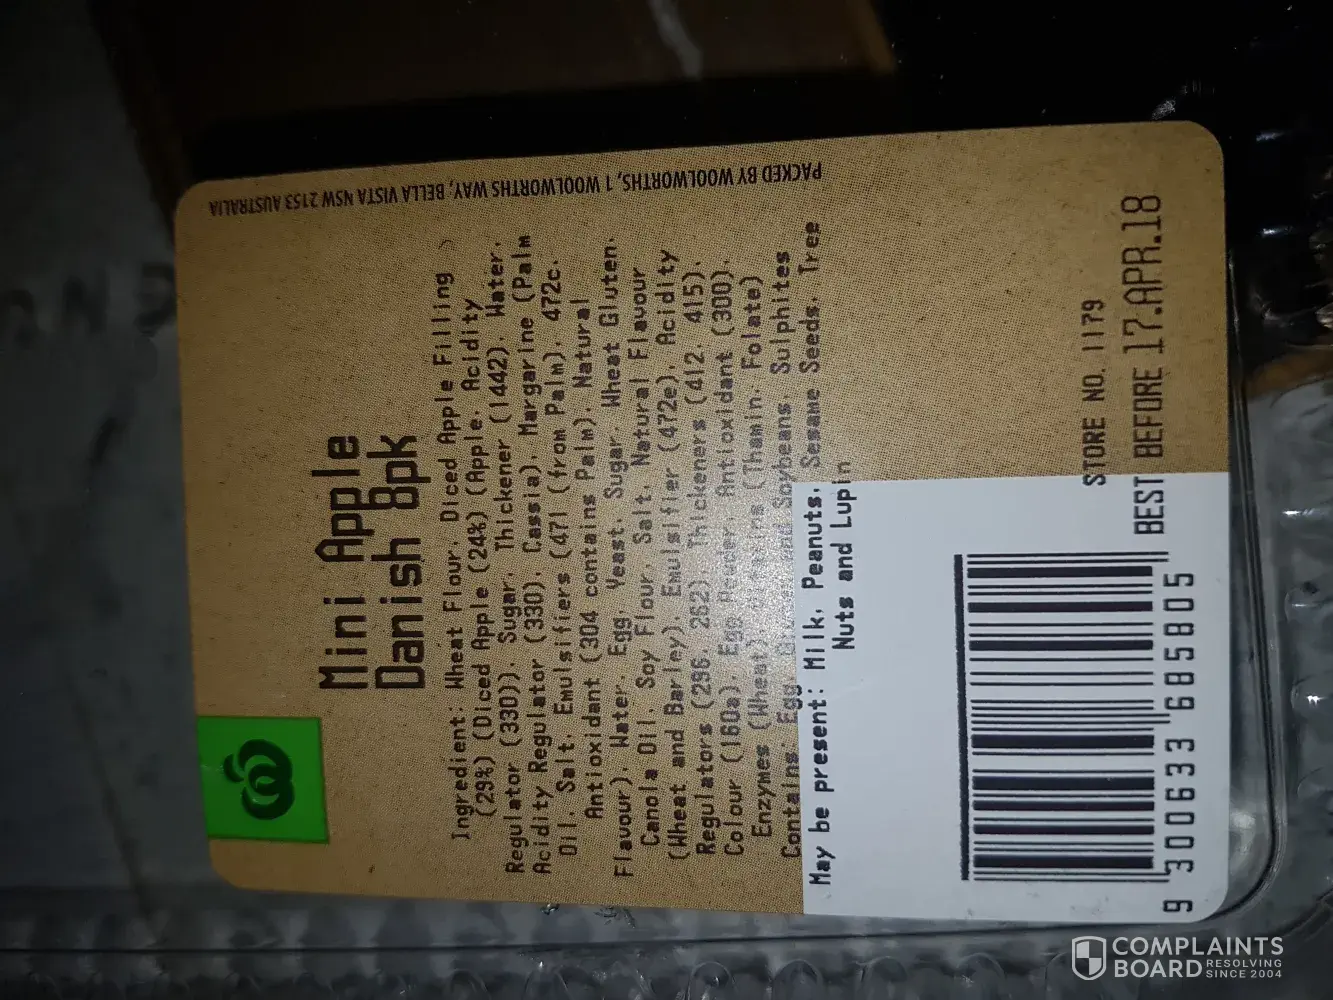 PACKED BY WOOLWORTHS, 1 WOOLWORTHS WAY, BELLA VISTA NSW 2153 AUSTRALIA
Mini Apple
Danish 8pk
Ingredient: Wheat Flour, Diced Apple Filling
(29%) (Diced Apple (24%) (Apple, Acidity
Regulator (330)), Sugar, Thickener (1442), Water,
Acidity Regulator (330), Cassia), Margarine (Palm
Oil, Salt, Emulsifiers (471 (from Palm), 472c,
Antioxidant (304 contains Palm), Natural
Flavour), Water, Egg, Yeast, Sugar, Wheat Gluten,
Canola Oil, Soy Flour, Salt, Natural Flavour
(Wheat and Barley), Emulsifier (472e), Acidity
Regulators (296, 262), Thickeners (412, 415),
Colour (160a), Egg Powder, Antioxidant (300),
Enzymes (Wheat), Vitamins (Thamin, Folate)
Contains: Egg, Soybeans, Sulphites
May be present: Milk, Peanuts, Sesame Seeds, Tree
Nuts and Lupin
STORE NO. 1179
BEST BEFORE 17.APR.18
9 300633 685805
COMPLAINTS
BOARD RESOLVING
SINCE 2004